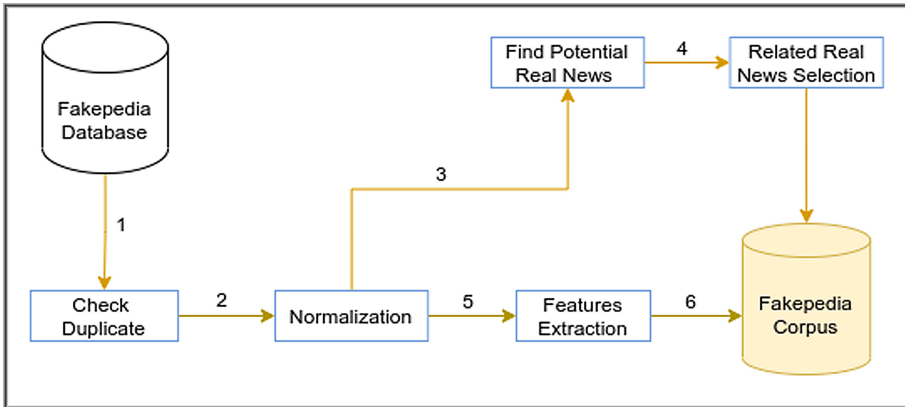 Fakepedia
Database
1
Check
Duplicate
2
Normalization
3
Find Potential
Real News
4
Related Real
News Selection
5
Features
Extraction
6
Fakepedia
Corpus